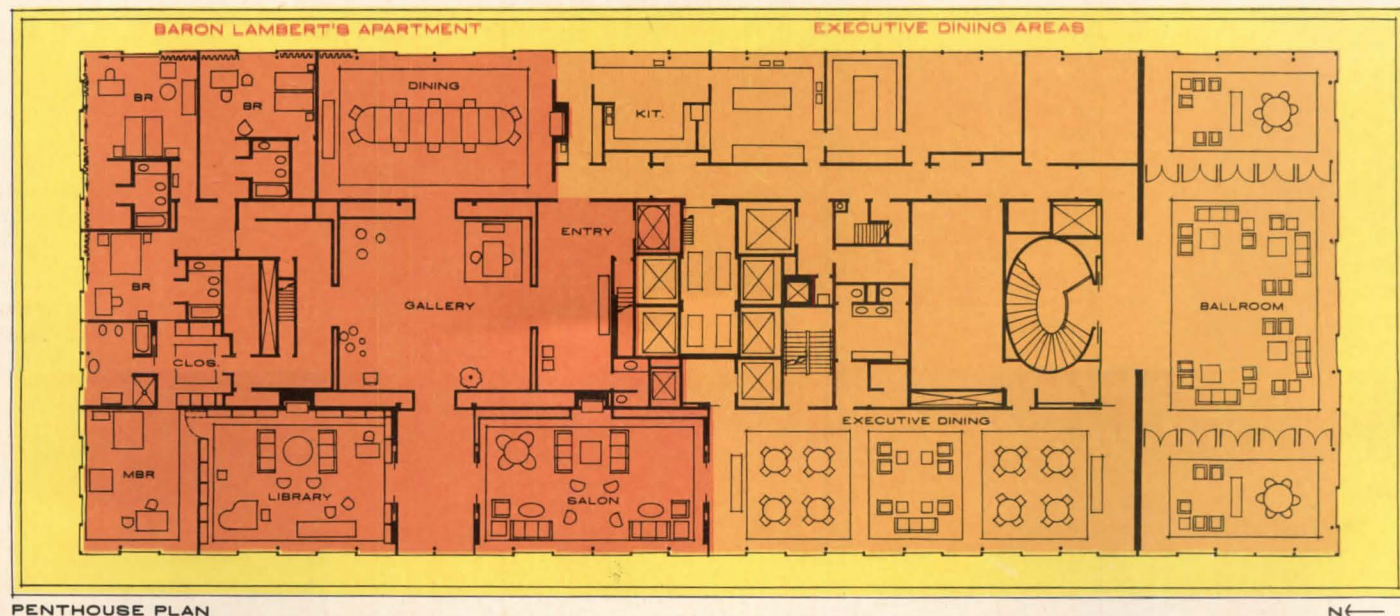 BARON LAMBERT'S APARTMENT
EXECUTIVE DINING AREAS
BR
BR
DINING
KIT.
ENTRY
BR
GALLERY
BALLROOM
CLOS.
EXECUTIVE DINING
MBR
LIBRARY
SALON
PENTHOUSE PLAN
N